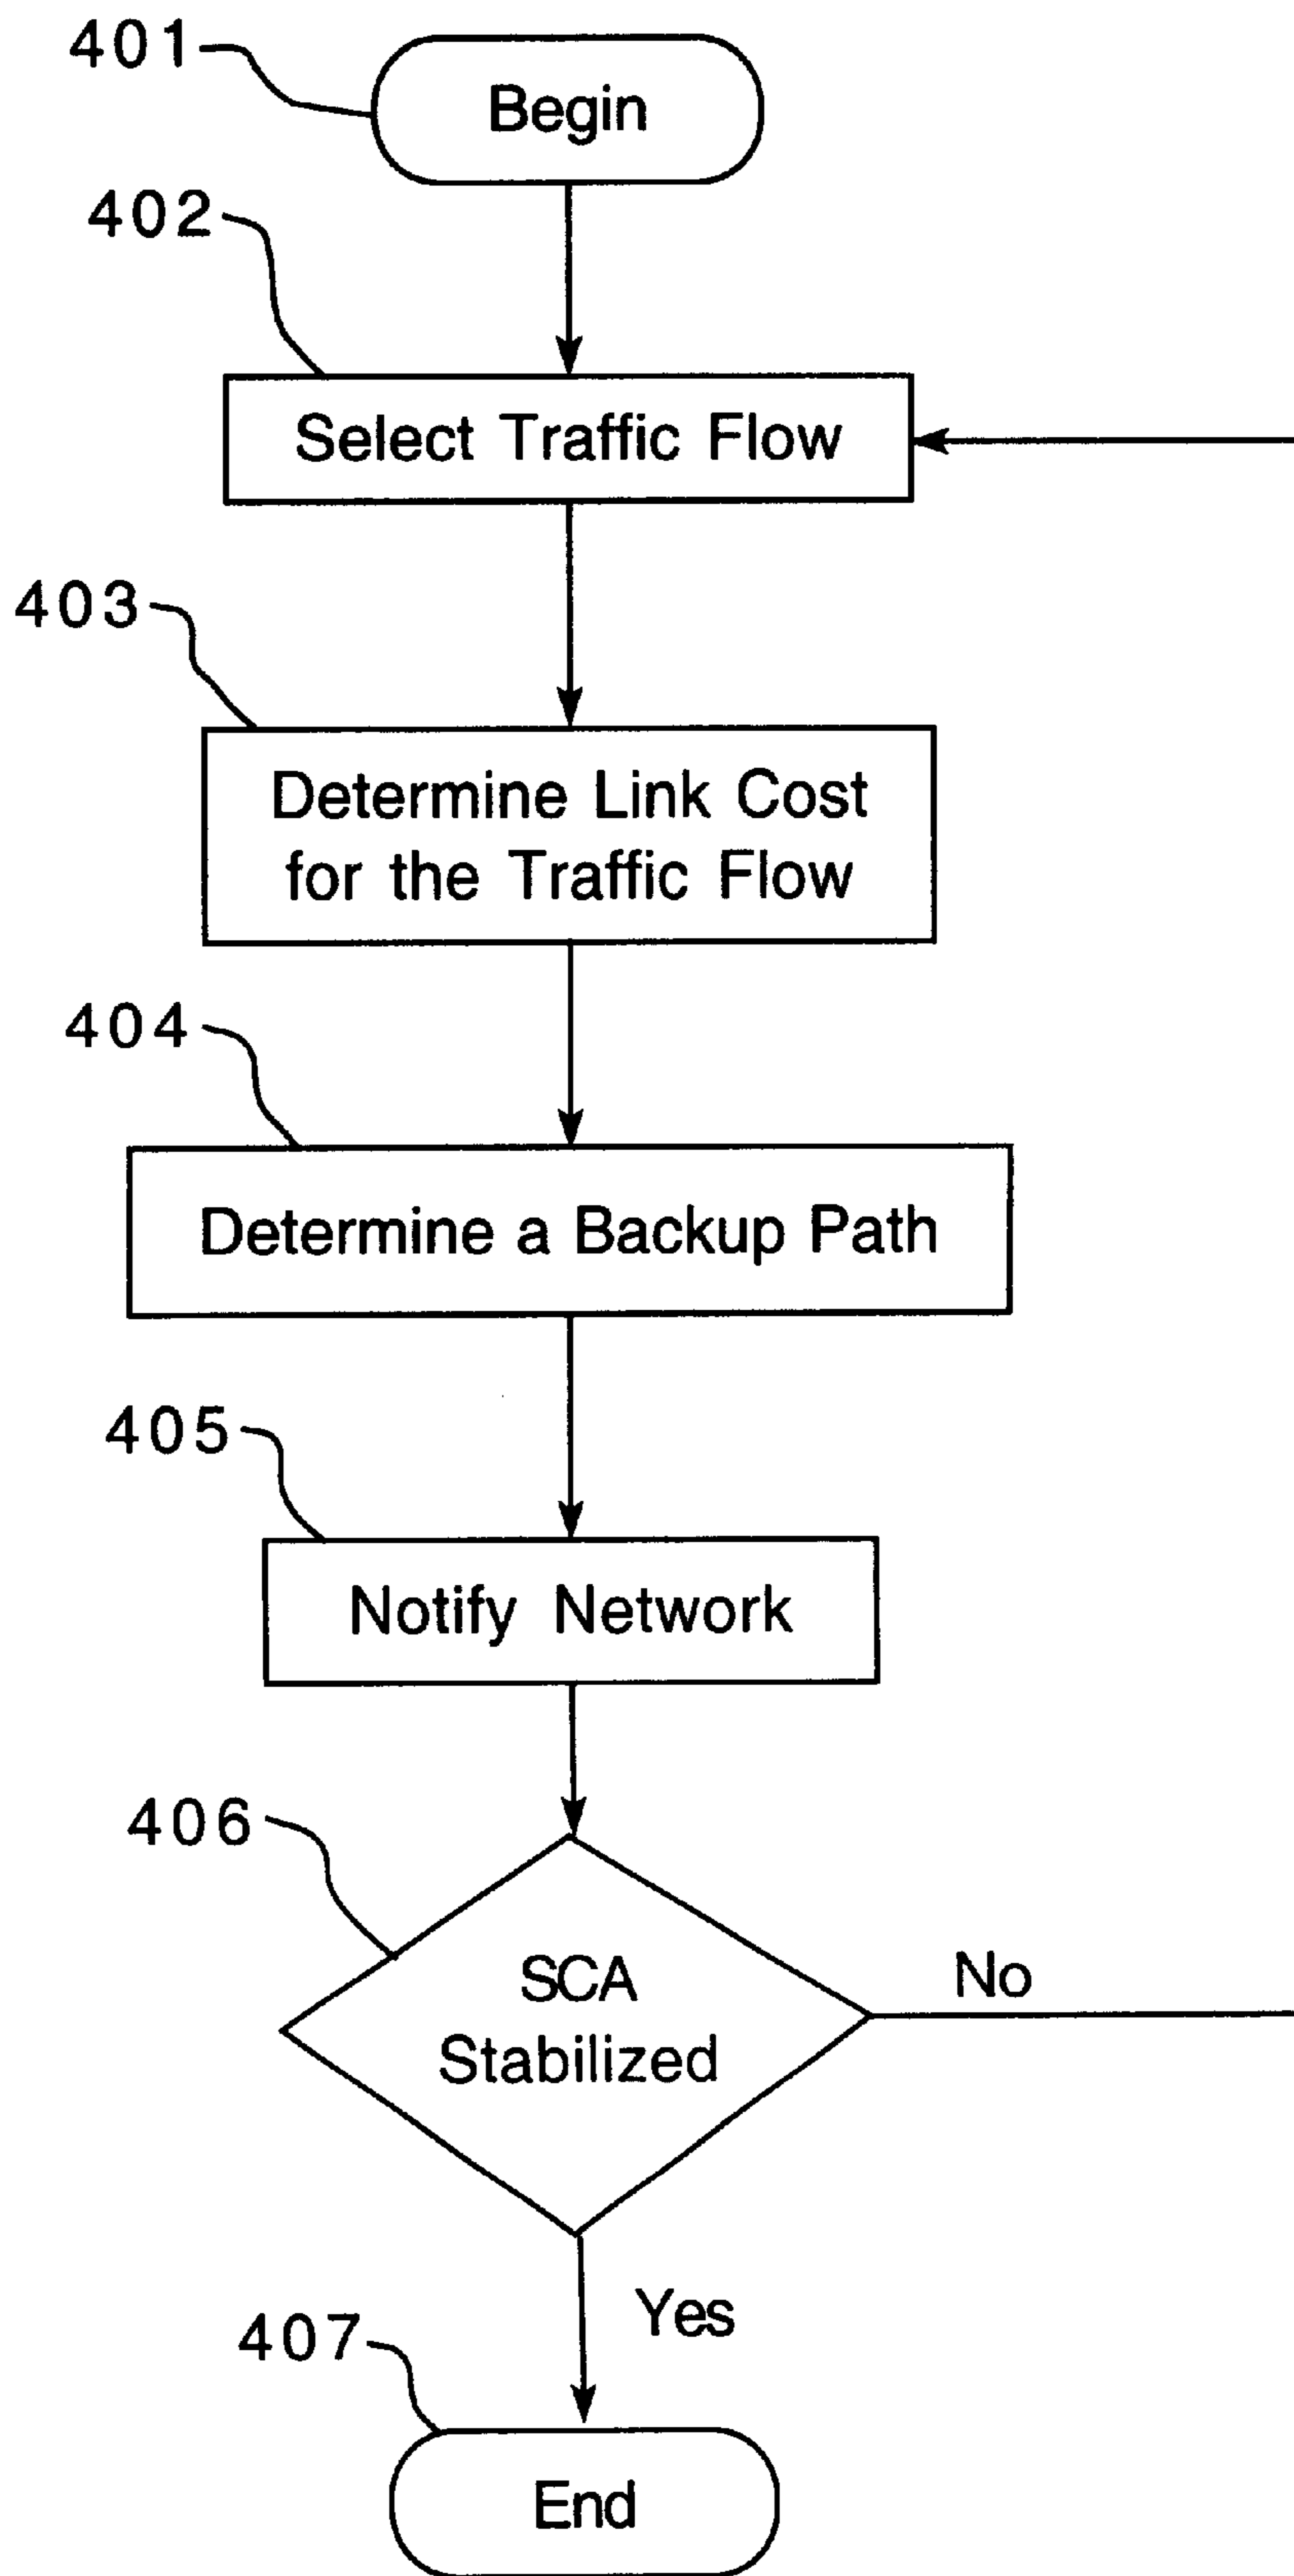 401
Begin
402
Select Traffic Flow
403
Determine Link Cost
for the Traffic Flow
404
Determine a Backup Path
405
Notify Network
406
SCA
Stabilized
No
Yes
407
End